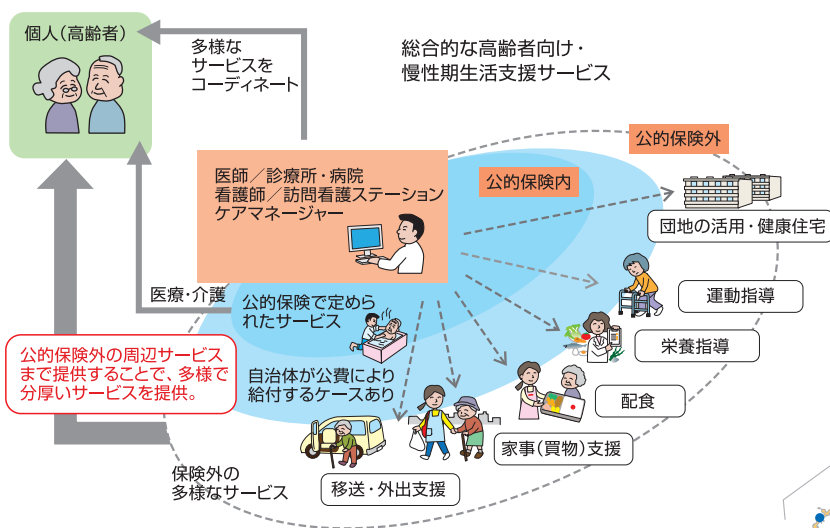 個人(高齢者)
多様な
サービスを
コーディネート
総合的な高齢者向け・
慢性期生活支援サービス
公的保険外
公的保険内
医師／診療所・病院
看護師／訪問看護ステーション
ケアマネージャー
団地の活用・健康住宅
医療・介護
公的保険で定めら
れたサービス
運動指導
栄養指導
公的保険外の周辺サービス
まで提供することで、多様で
分厚いサービスを提供。
自治体が公費により
給付するケースあり
配食
家事(買物)支援
保険外の
多様なサービス
移送・外出支援